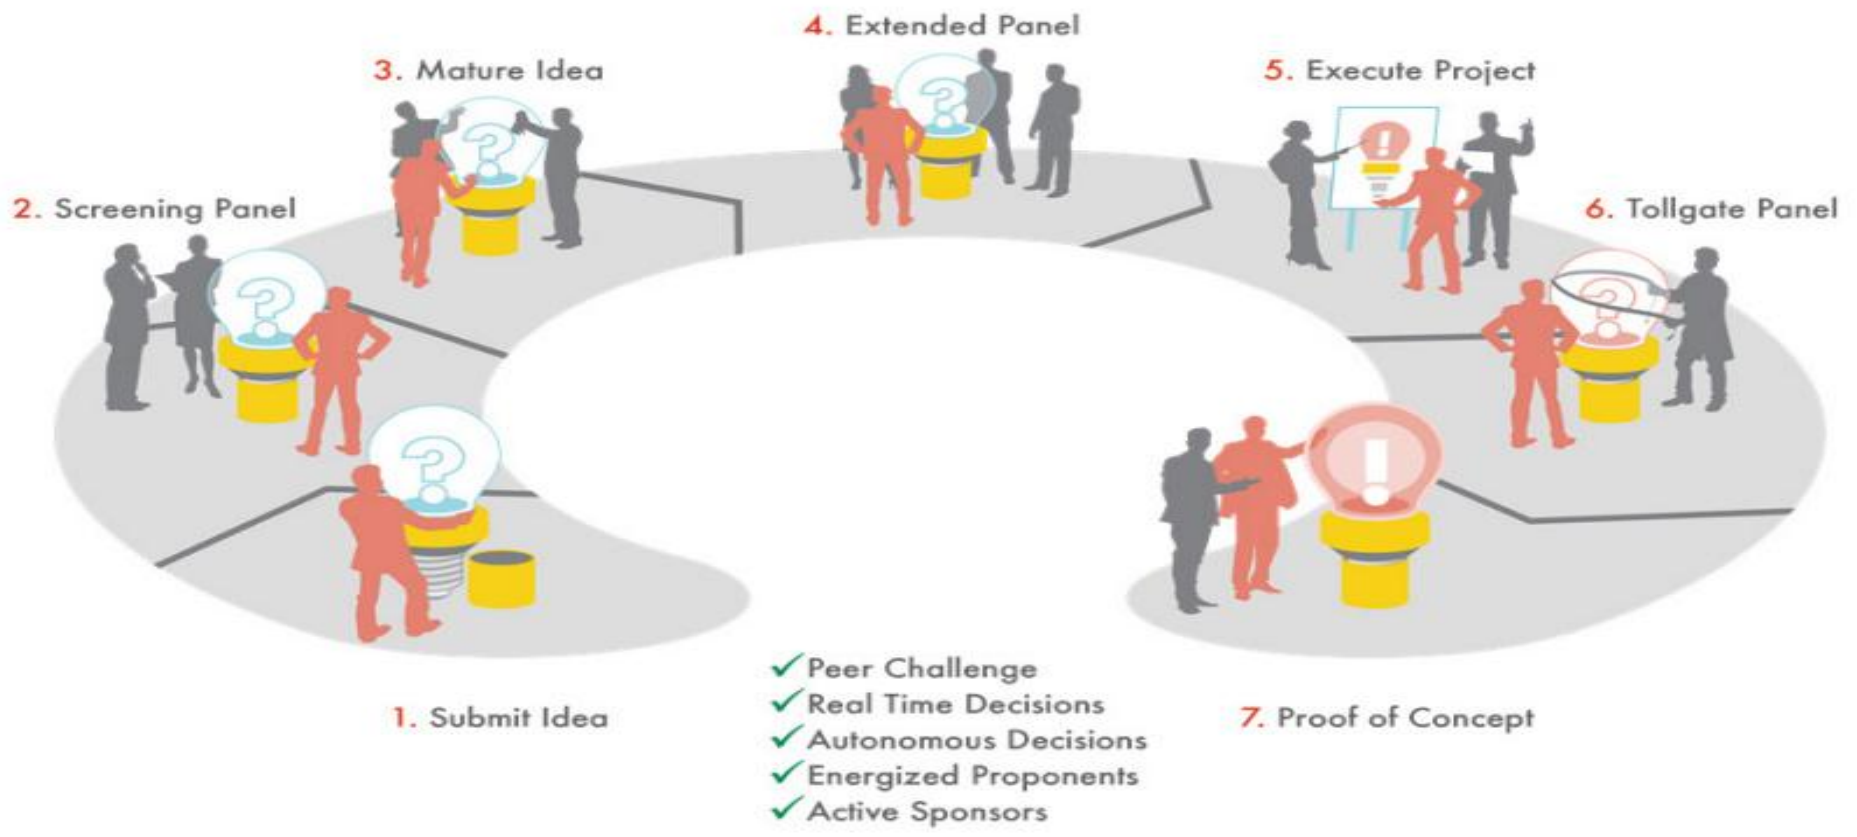 4. Extended Panel
3. Mature Idea
5. Execute Project
2. Screening Panel
6. Tollgate Panel
?
?
?
!
?
?
!
1. Submit Idea
7. Proof of Concept
✓Peer Challenge
✓Real Time Decisions
✓Autonomous Decisions
✓Energized Proponents
✓Active Sponsors